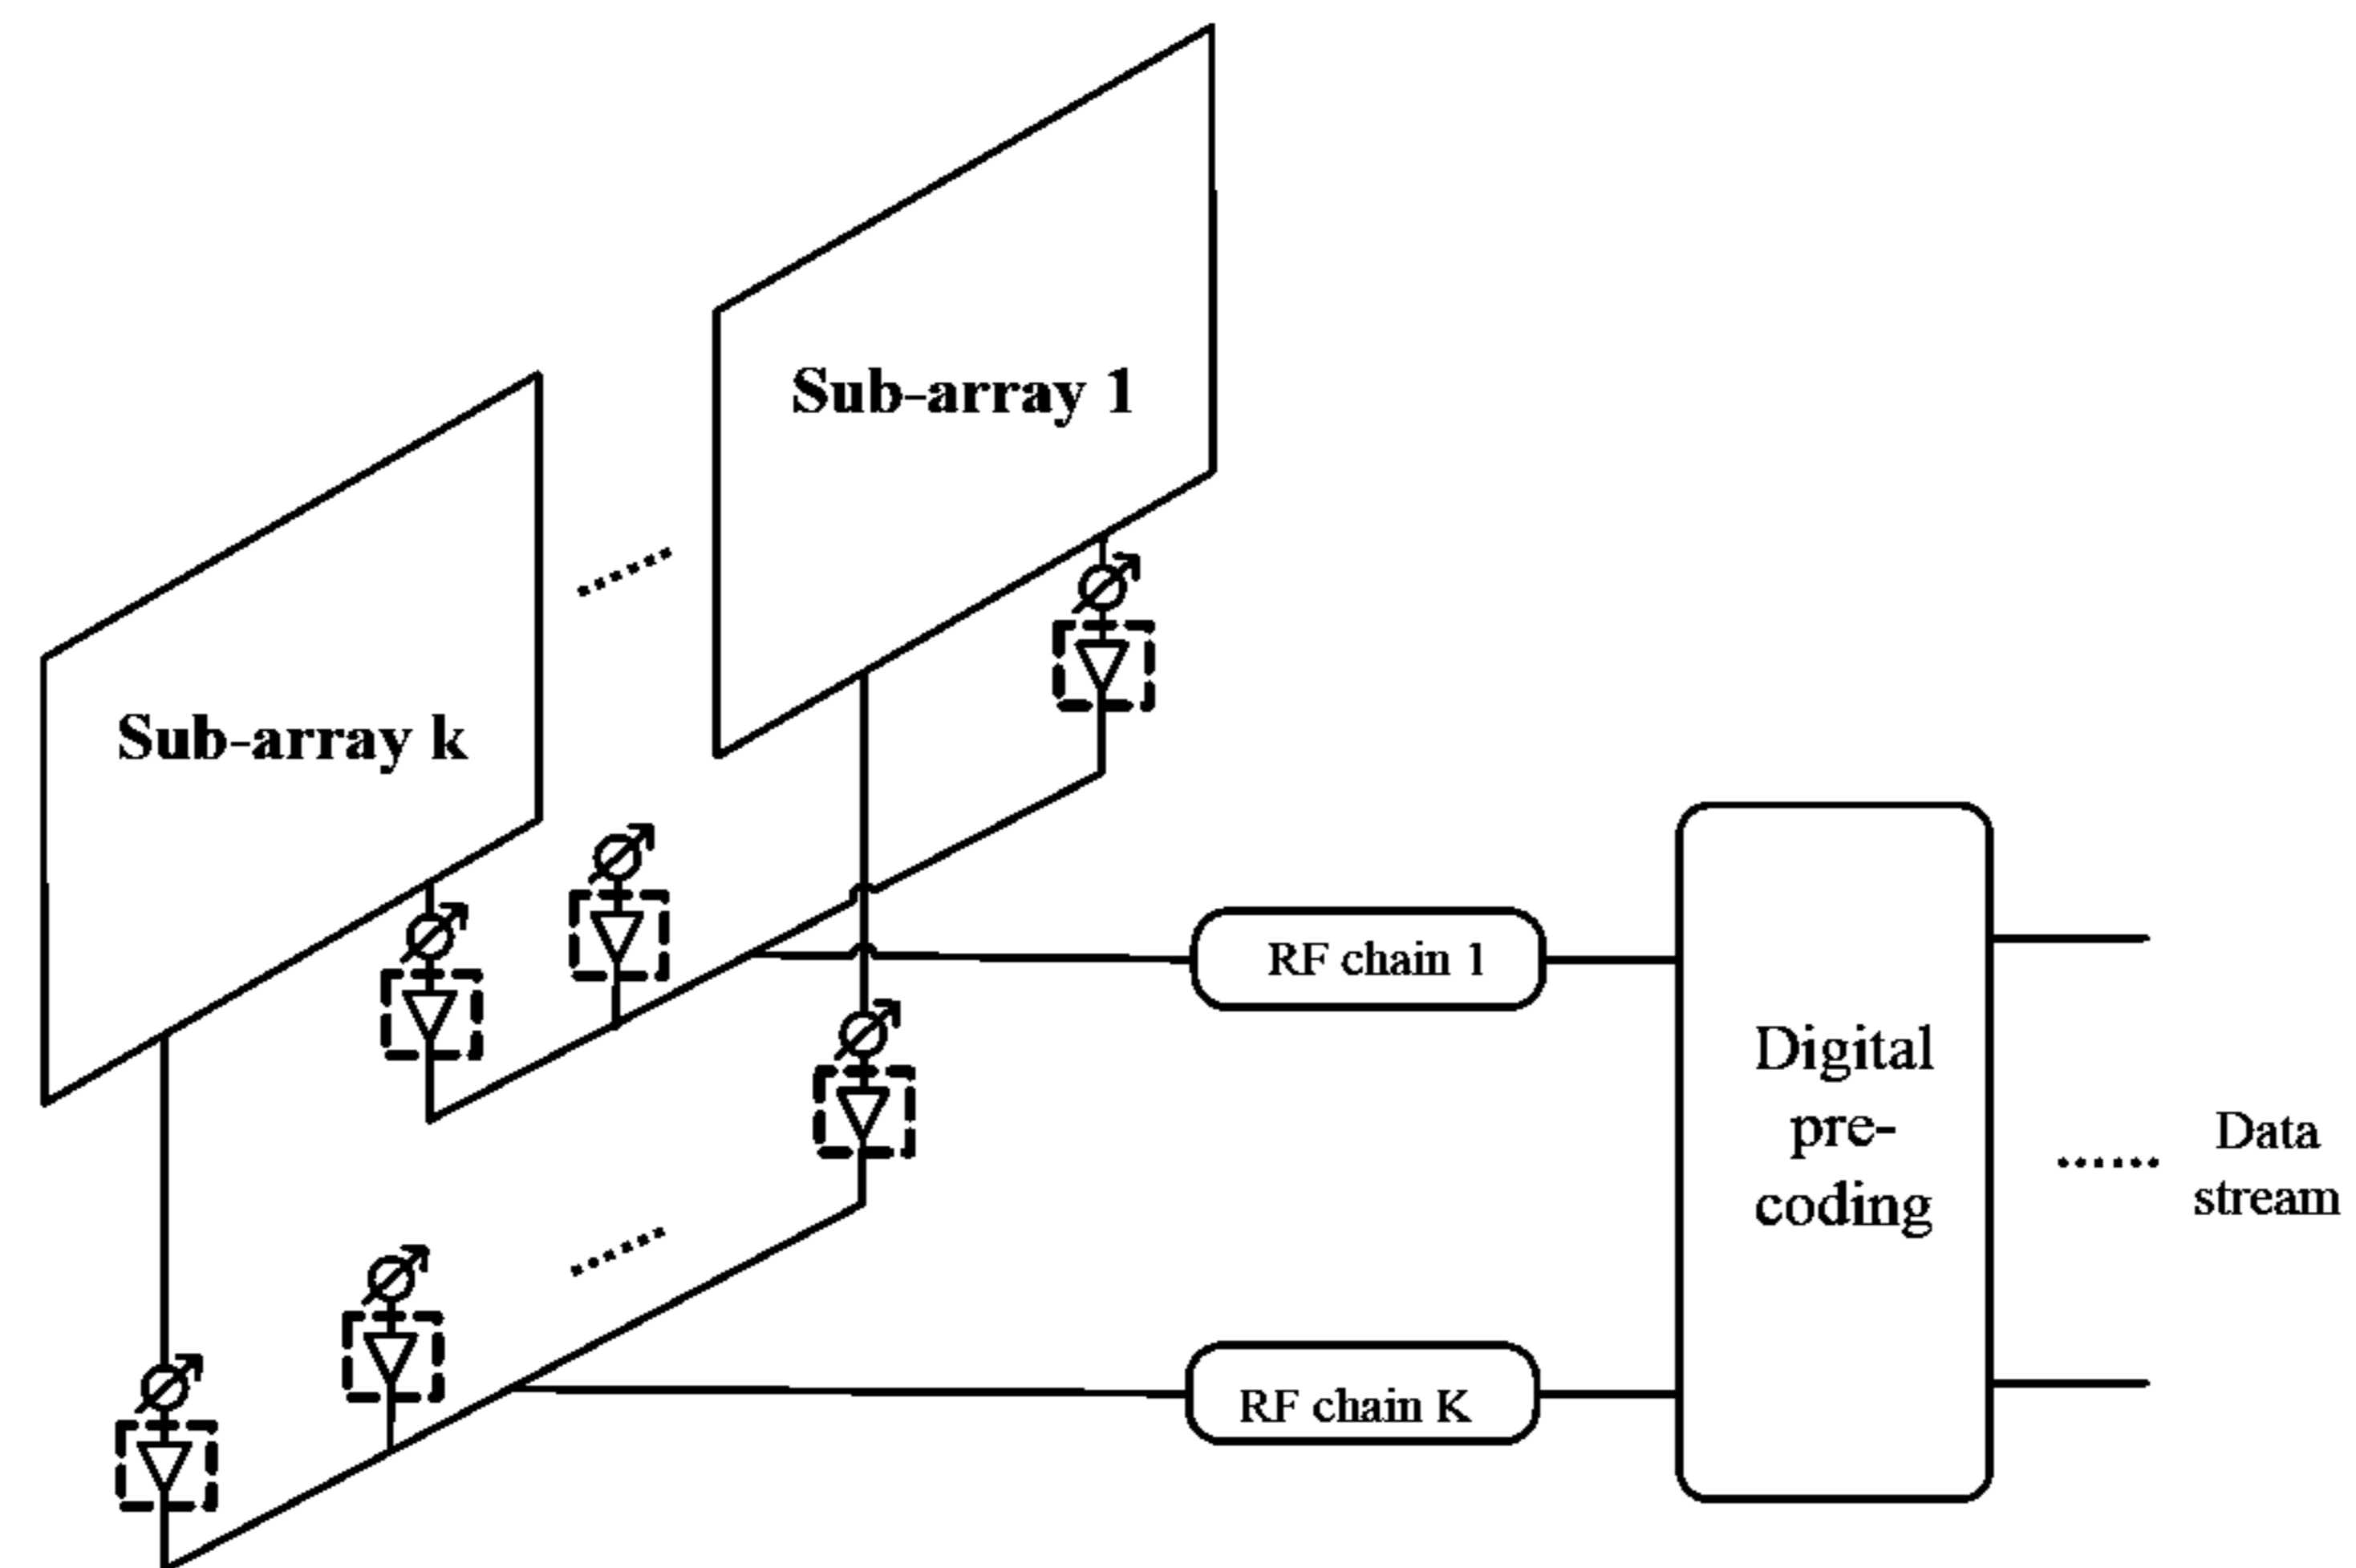 Sub-array 1
Sub-array k
RF chain 1
Digital
pre-
coding
Data
stream
RF chain K